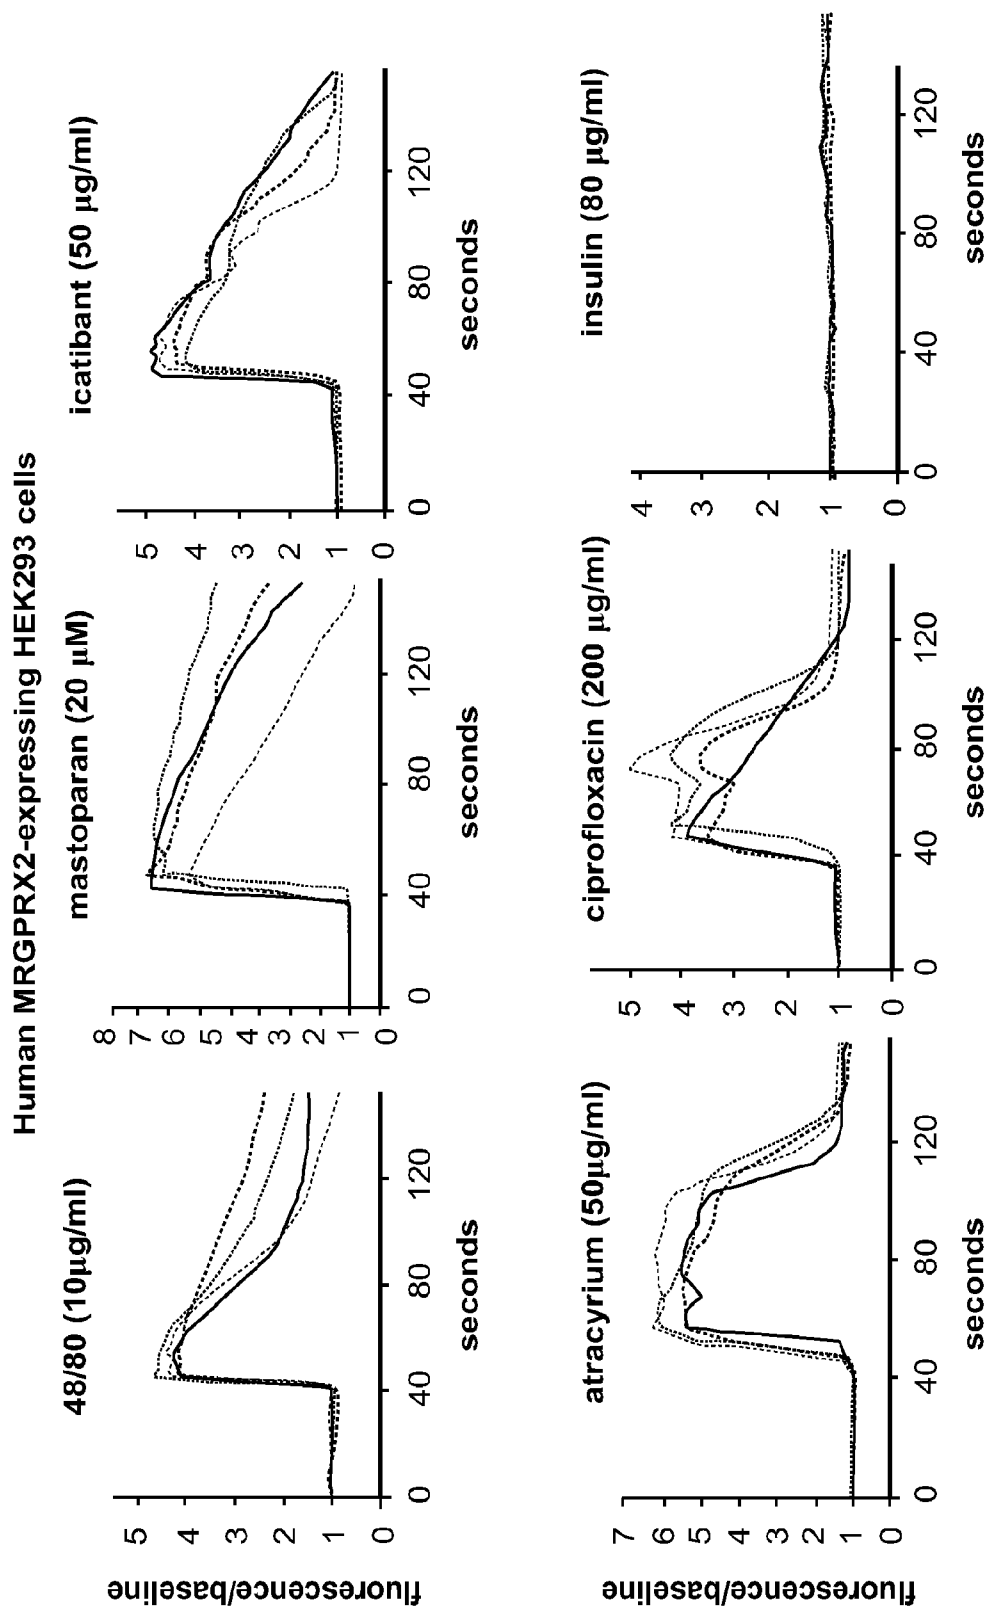 Human MRGPRX2-expressing HEK293 cells
48/80 (10μg/ml)
fluorescence/baseline
5
4
3
2
1
0
0 40 80 120
seconds
mastoparan (20 μM)
8
7
6
5
4
3
2
1
0
0 40 80 120
seconds
icatibant (50 μg/ml)
5
4
3
2
1
0
0 40 80 120
seconds
atracyrium (50μg/ml)
fluorescence/baseline
7
6
5
4
3
2
1
0
0 40 80 120
seconds
ciprofloxacin (200 μg/ml)
5
4
3
2
1
0
0 40 80 120
seconds
insulin (80 μg/ml)
4
3
2
1
0
0 40 80 120
seconds